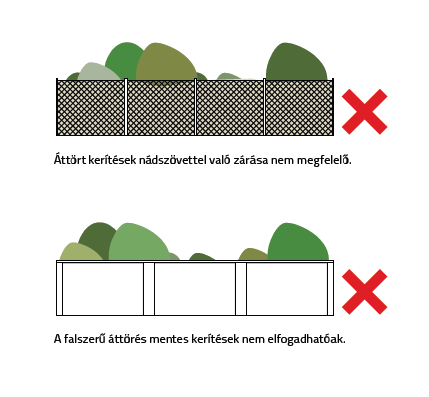 Áttört kerítések nádszövettel való zárása nem megfelelő.
A falszerű áttörés mentes kerítések nem elfogadhatóak.